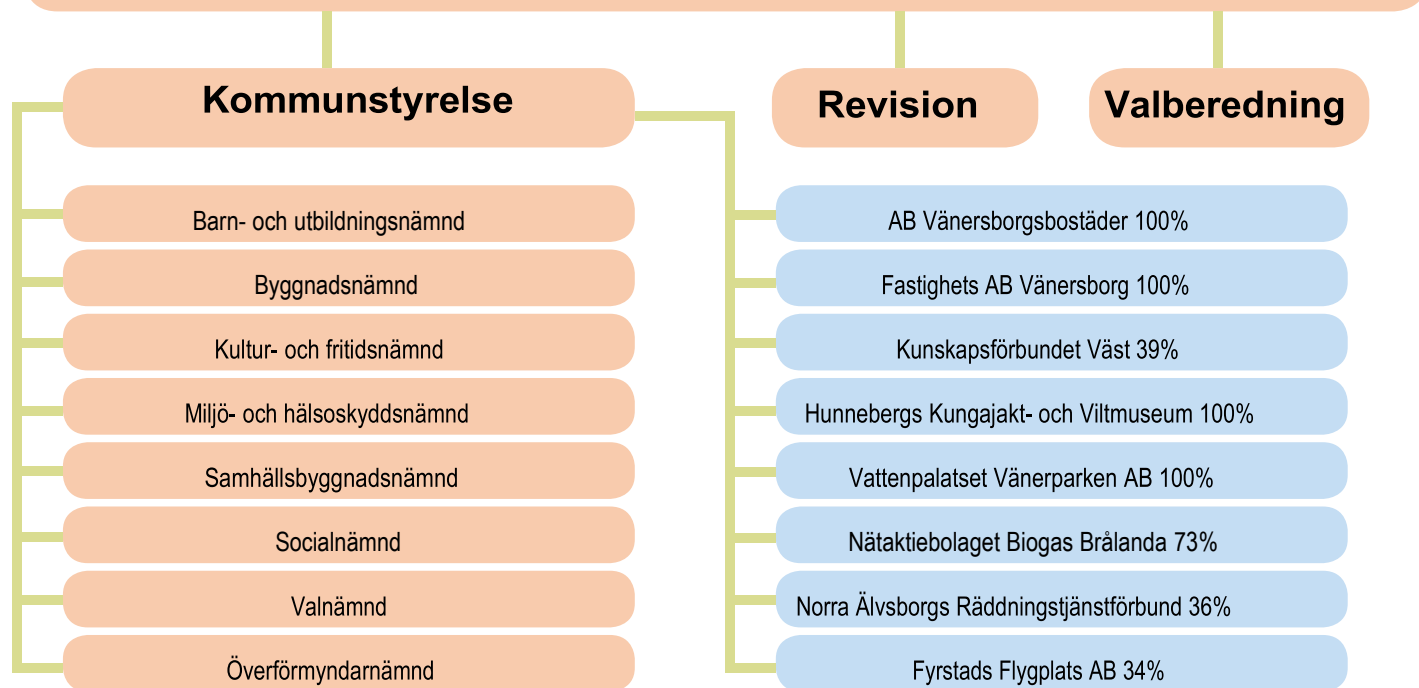 Kommunstyrelse
Revision
Valberedning
Barn- och utbildningsnämnd
Byggnadsnämnd
Kultur- och fritidsnämnd
Miljö- och hälsoskyddsnämnd
Samhällsbyggnadsnämnd
Socialnämnd
Valnämnd
Överförmyndarnämnd
AB Vänersborgsbostäder 100%
Fastighets AB Vänersborg 100%
Kunskapsförbundet Väst 39%
Hunnebergs Kungajakt- och Viltmuseum 100%
Vattenpalatset Vänerparken AB 100%
Nätaktiebolaget Biogas Brålanda 73%
Norra Älvsborgs Räddningstjänstförbund 36%
Fyrstads Flygplats AB 34%